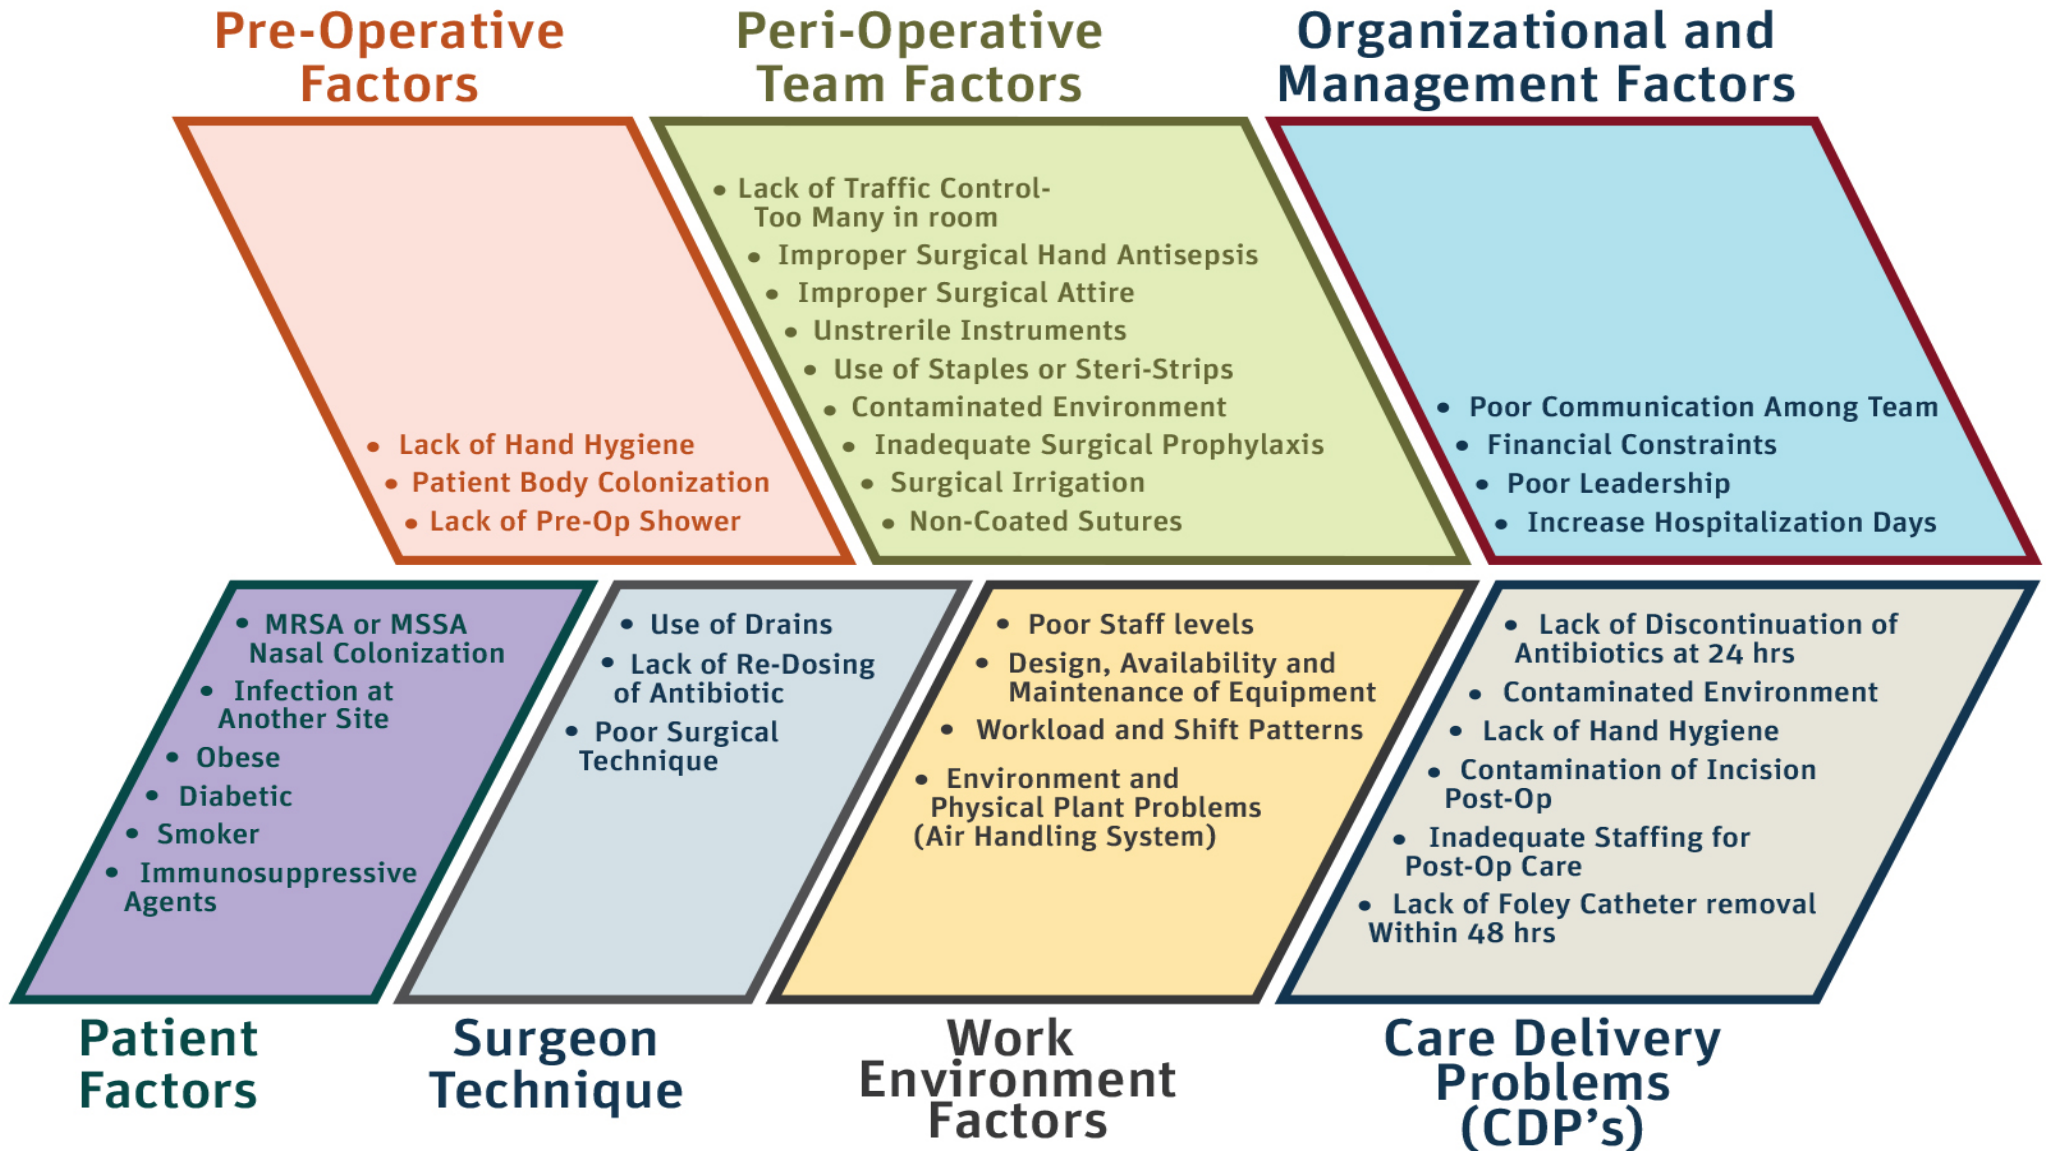 Pre-Operative
Factors
• Lack of Hand Hygiene
• Patient Body Colonization
• Lack of Pre-Op Shower
Peri-Operative
Team Factors
• Lack of Traffic Control-
Too Many in room
• Improper Surgical Hand Antisepsis
• Improper Surgical Attire
• Unstrerile Instruments
• Use of Staples or Steri-Strips
• Contaminated Environment
• Inadequate Surgical Prophylaxis
• Surgical Irrigation
• Non-Coated Sutures
Organizational and
Management Factors
• Poor Communication Among Team
• Financial Constraints
• Poor Leadership
• Increase Hospitalization Days
• MRSA or MSSA
Nasal Colonization
• Infection at
Another Site
• Obese
• Diabetic
• Smoker
• Immunosuppressive
Agents
Patient
Factors
• Use of Drains
• Lack of Re-Dosing
of Antibiotic
• Poor Surgical
Technique
Surgeon
Technique
• Poor Staff levels
• Design, Availability and
Maintenance of Equipment
• Workload and Shift Patterns
• Environment and
Physical Plant Problems
(Air Handling System)
Work
Environment
Factors
• Lack of Discontinuation of
Antibiotics at 24 hrs
• Contaminated Environment
• Lack of Hand Hygiene
• Contamination of Incision
Post-Op
• Inadequate Staffing for
Post-Op Care
• Lack of Foley Catheter removal
Within 48 hrs
Care Delivery
Problems
(CDP's)